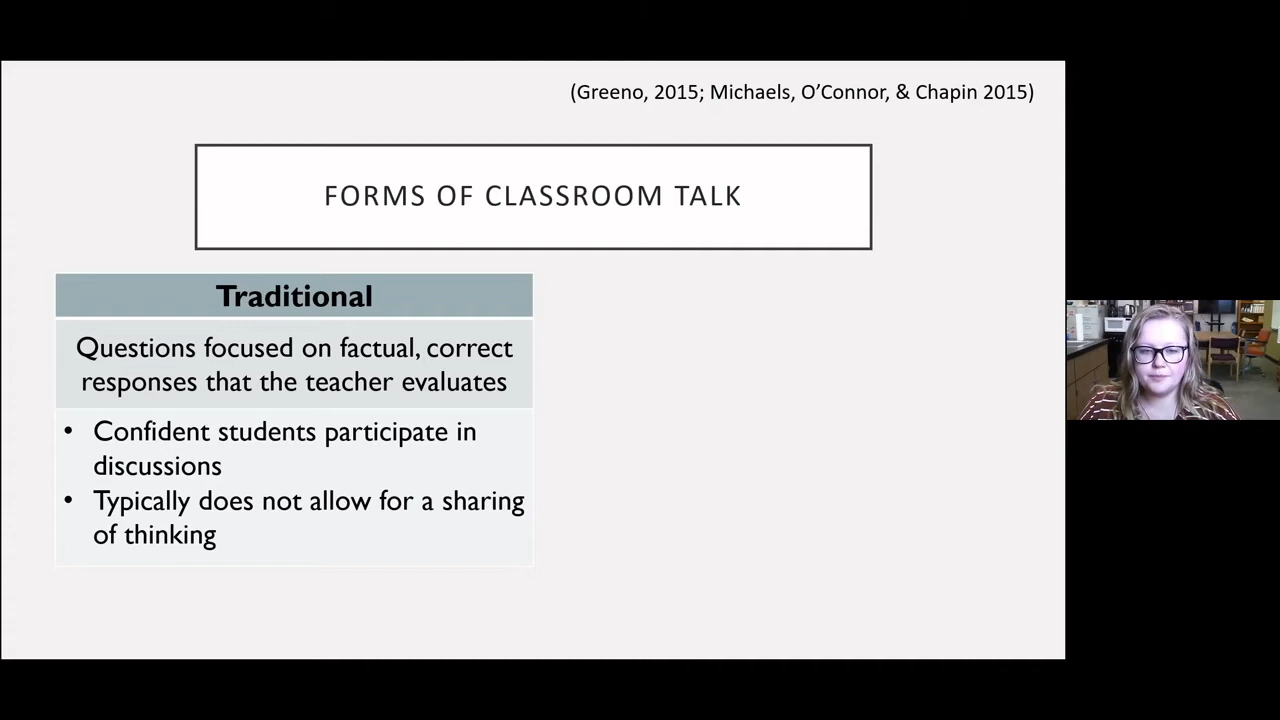 (Greeno, 2015; Michaels, O’Connor, & Chapin 2015)
FORMS OF CLASSROOM TALK
Traditional
Questions focused on factual, correct
responses that the teacher evaluates
• Confident students participate in
discussions
• Typically does not allow for a sharing
of thinking